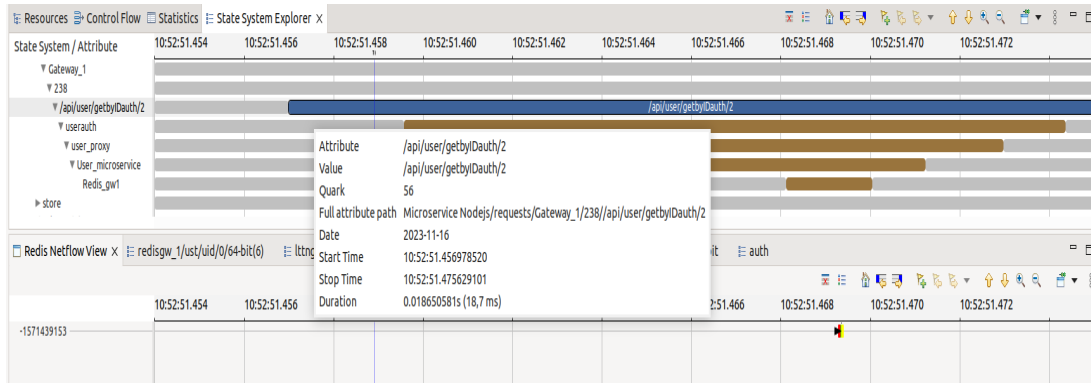 Resources Control Flow Statistics State System Explorer
State System / Attribute 10:52:51.454 10:52:51.456 10:52:51.458 10:52:51.460 10:52:51.462 10:52:51.464 10:52:51.466 10:52:51.468 10:52:51.470 10:52:51.472
Gateway_1
238
/api/user/getbyIDauth/2 /api/user/getbyIDauth/2
userauth
user_proxy
User_microservice
Redis_gw1
store
Attribute /api/user/getbyIDauth/2
Value /api/user/getbyIDauth/2
Quark 56
Full attribute path Microservice Nodejs/requests/Gateway_1/238//api/user/getbyIDauth/2
Date 2023-11-16
Start Time 10:52:51.456978520
Stop Time 10:52:51.475629101
Duration 0.018650581s (18,7 ms)
Redis Netflow View redisgw_1/ust/uid/0/64-bit(6) lttng it auth
10:52:51.454 10:52:51.456 2:51.466 10:52:51.468 10:52:51.470 10:52:51.472
-1571439153